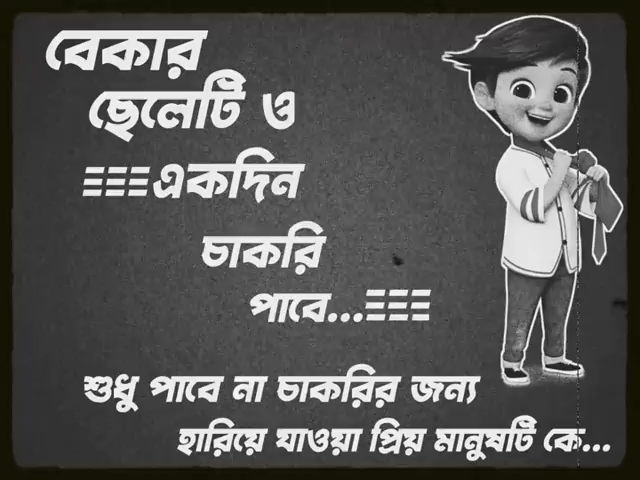 বেকার
ছেলেটি ও
একদিন
চাকরি
পাবে...
শুধু পাবে না চাকরির জন্য
হারিয়ে যাওয়া প্রিয় মানুষটি কে...